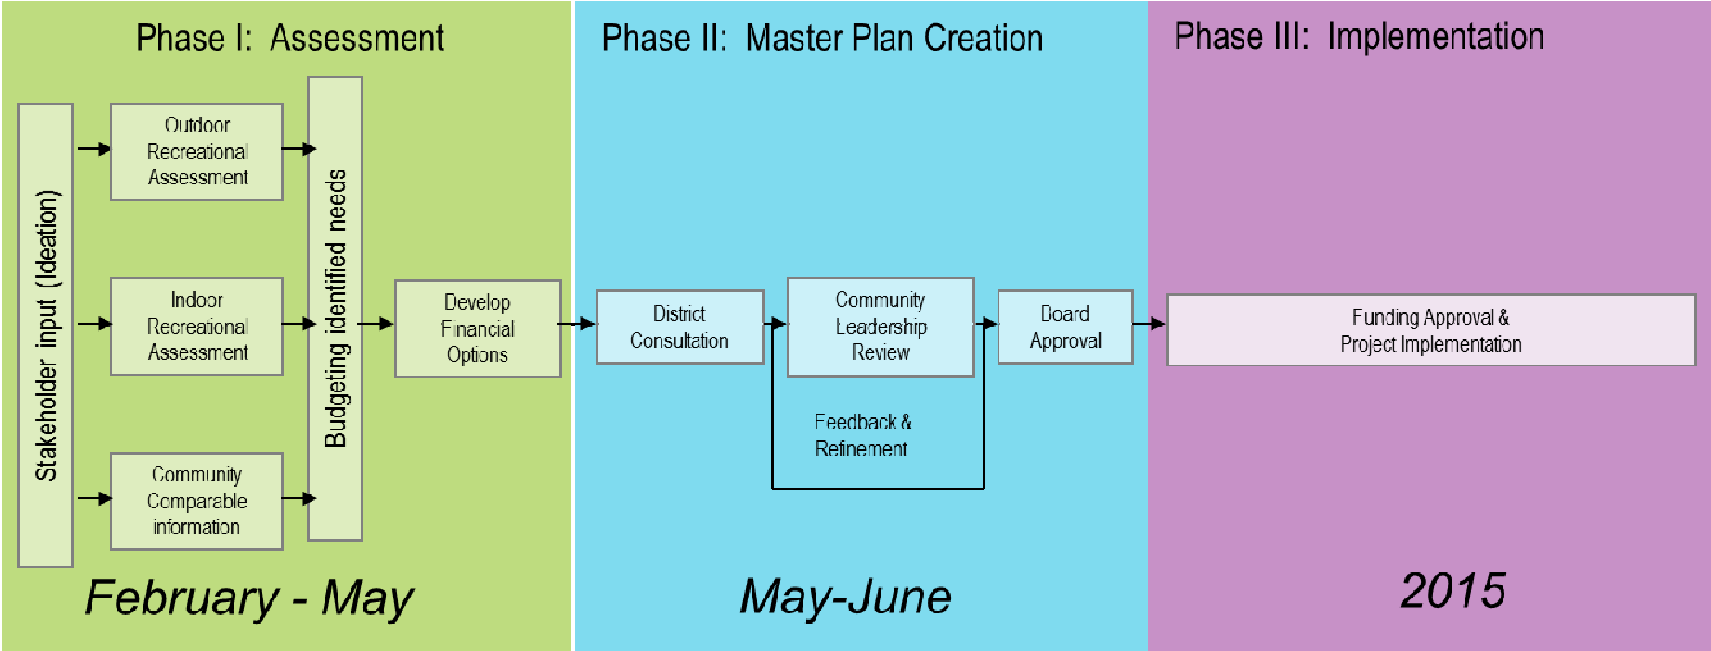 Phase I: Assessment
Stakeholder input (Ideation)
Outdoor
Recreational
Assessment
Indoor
Recreational
Assessment
Community
Comparable
information
Budgeting identified needs
Develop
Financial
Options
February - May
Phase II: Master Plan Creation
District
Consultation
Community
Leadership
Review
Feedback &
Refinement
Board
Approval
May-June
Phase III: Implementation
Funding Approval &
Project Implementation
2015